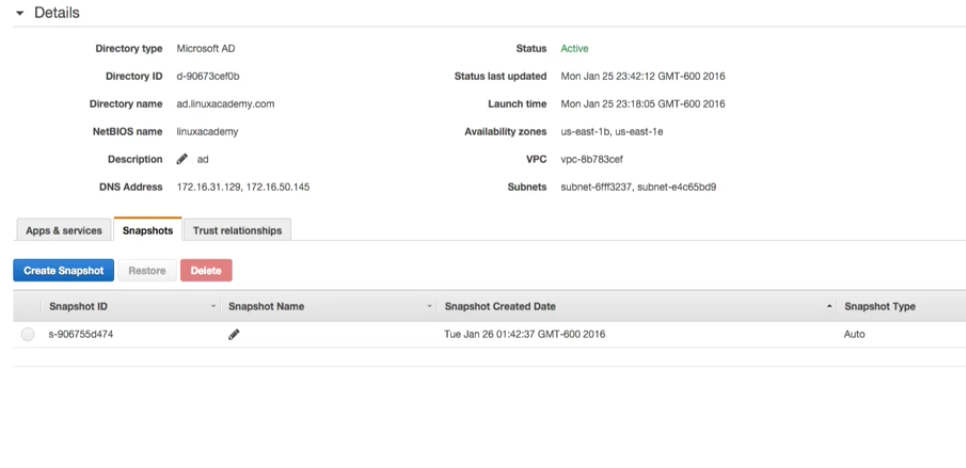 Details
Directory type Microsoft AD Status Active
Directory ID d-90673cef0b Status last updated Mon Jan 25 23:42:12 GMT-600 2016
Directory name ad.linuxacademy.com Launch time Mon Jan 25 23:18:05 GMT-600 2016
NetBIOS name linuxacademy Availability zones us-east-1b, us-east-1e
Description ad VPC vpc-8b783cef
DNS Address 172.16.31.129, 172.16.50.145 Subnets subnet-6fff3237, subnet-e4c65bd9
Apps & services Snapshots Trust relationships
Create Snapshot Restore Delete
Snapshot ID Snapshot Name Snapshot Created Date Snapshot Type
s-906755d474 Tue Jan 26 01:42:37 GMT-600 2016 Auto